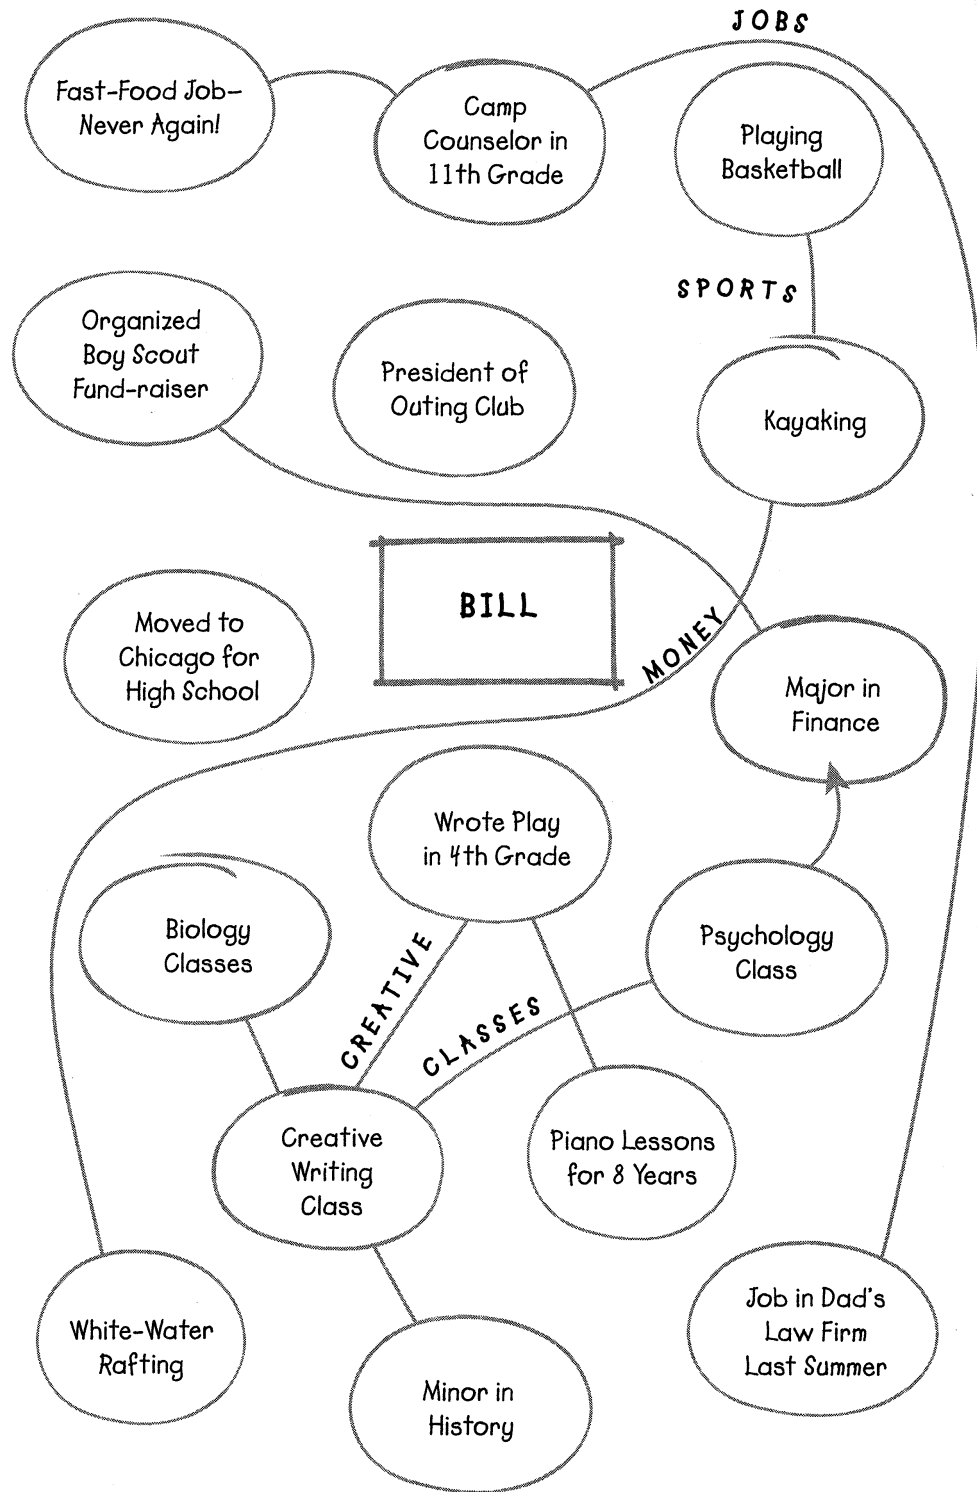 JOBS
Fast-Food Job–
Never Again!
Camp
Counselor in
11th Grade
Playing
Basketball
SPORTS
Organized
Boy Scout
Fund-raiser
President of
Outing Club
Kayaking
BILL
MONEY
Moved to
Chicago for
High School
Major in
Finance
Wrote Play
in 4th Grade
Biology
Classes
CREATIVE
CLASSES
Psychology
Class
Creative
Writing
Class
Piano Lessons
for 8 Years
White-Water
Rafting
Minor in
History
Job in Dad's
Law Firm
Last Summer